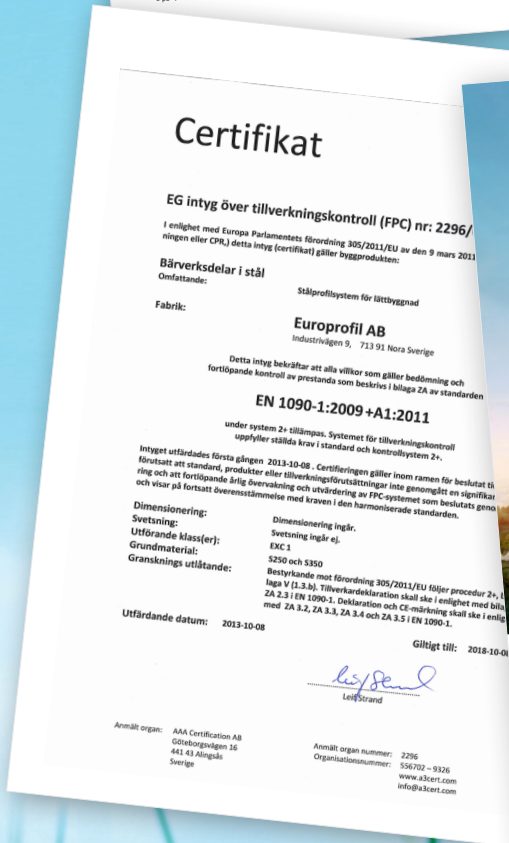 Certifikat
EG intyg över tillverkningskontroll (FPC) nr: 2296/
I enlighet med Europa Parlamentets förordning 305/2011/EU av den 9 mars 2011
ningen eller CPR,) detta intyg (certifikat) gäller byggprodukten:
Bärverksdelar i stål
Omfattande: Stålprofilsystem för lättbyggnad
Fabrik: Europrofil AB
Industrivägen 9, 713 91 Nora Sverige
Detta intyg bekräftar att alla villkor som gäller bedömning och
fortlöpande kontroll av prestanda som beskrivs i bilaga ZA av standarden
EN 1090-1:2009 +A1:2011
under system 2+ tillämpas. Systemet för tillverkningskontroll
uppfyller ställda krav i standard och kontrollsystem 2+.
Intyget utfärdades första gången 2013-10-08 . Certifieringen gäller inom ramen för beslutat
förutsatt att standard, produkter eller tillverkningsförutsättningar inte genomgått en
ring och att fortlöpande årlig övervakning och utvärdering av FPC-systemet som beslutats
och visar på fortsatt överensstämmelse med kraven i den harmoniserade standarden.
Dimensionering: Dimensionering ingår.
Svetsning: Svetsning ingår ej.
Utförande klass(er): EXC 1
Grundmaterial: S250 och S350
Gransknings utlåtande: Bestyrkande mot förordning 305/2011/EU följer procedur 2+,
laga V (1.3.b). Tillverkardeklaration skall ske i enlighet med
ZA 2.3 i EN 1090-1. Deklaration och CE-märkning skall ske i
med ZA 3.2, ZA 3.3, ZA 3.4 och ZA 3.5 i EN 1090-1.
Utfärdande datum: 2013-10-08
Giltigt till: 2018-10-0
Leif Strand
Anmält organ: AAA Certification AB
Göteborgsvägen 16
441 43 Alingsås
Sverige
Anmält organ nummer: 2296
Organisationsnummer: 556702 – 9326
www.a3cert.com
info@a3cert.com